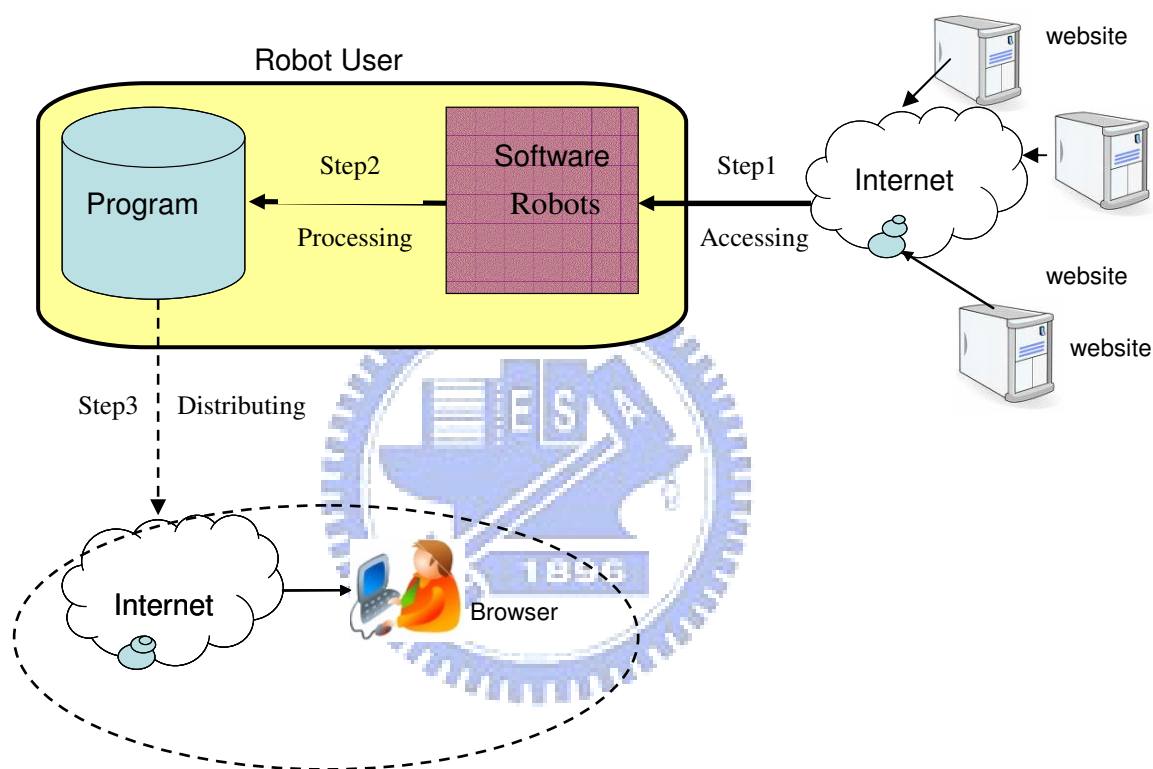 website
Robot User
Software
Robots
Step1
Accessing
Internet
Step2
Processing
Program
website
website
Step3 Distributing
E S A
1896
Internet
Browser